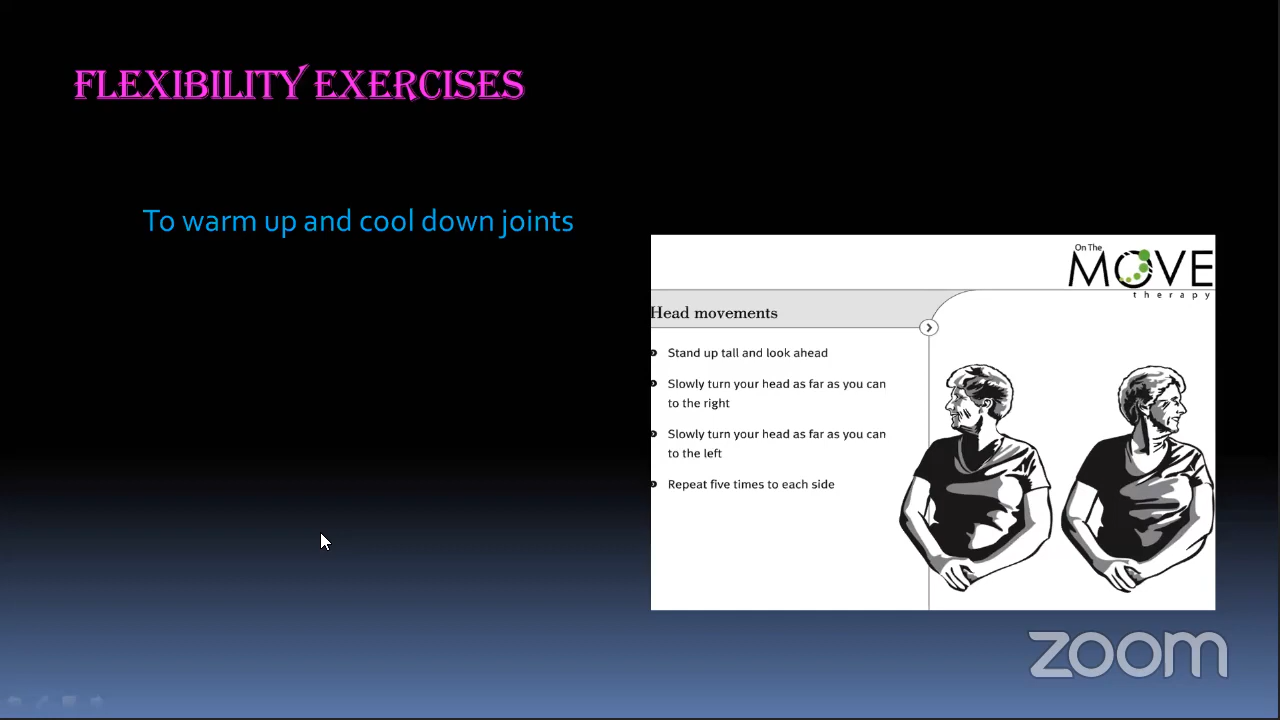 FLEXIBILITY EXERCISES
To warm up and cool down joints
On The
MOVE
therapy
Head movements
Stand up tall and look ahead
Slowly turn your head as far as you can
to the right
Slowly turn your head as far as you can
to the left
Repeat five times to each side
zoom